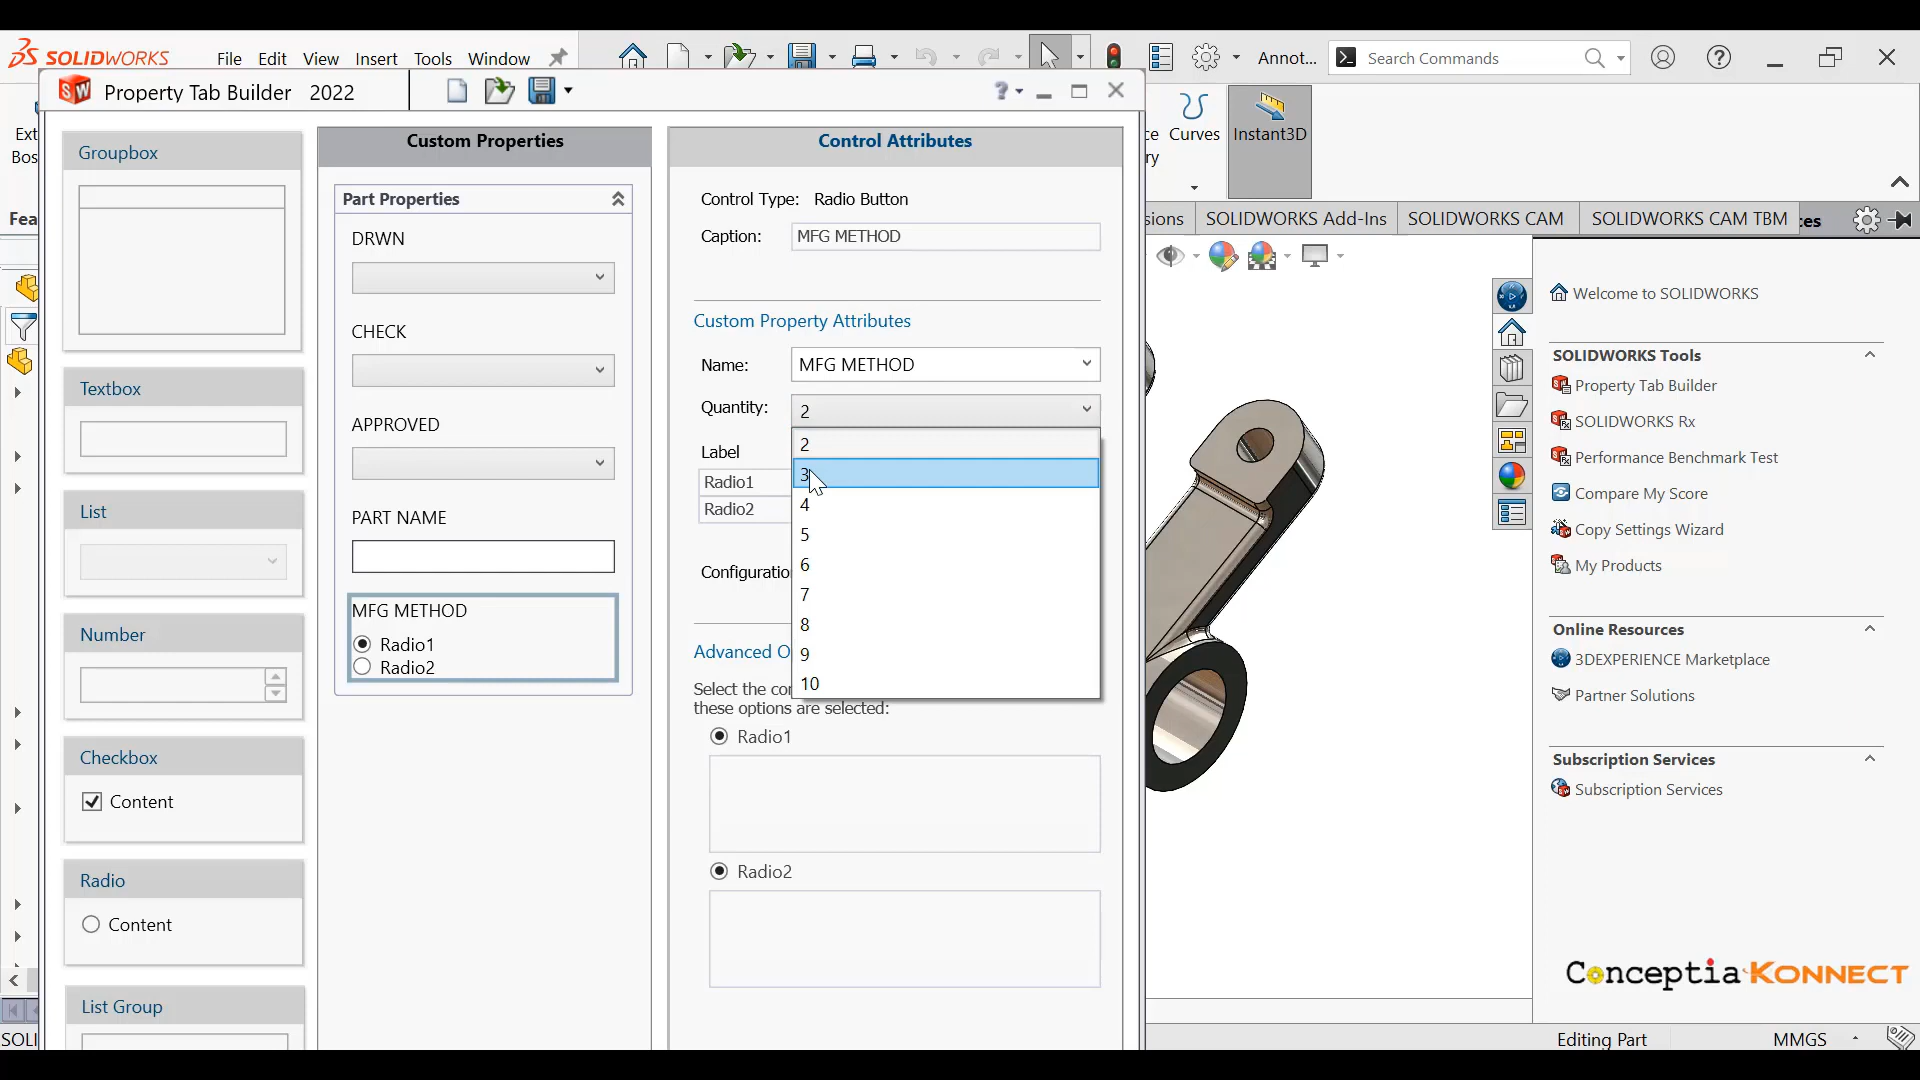 SOLIDWORKS
File Edit View Insert Tools Window
Annot...
Search Commands
Property Tab Builder 2022
Ext
Bos
Fea
Curves
Instant3D
SOLIDWORKS Add-Ins
SOLIDWORKS CAM
SOLIDWORKS CAM TBM
Groupbox
Textbox
List
Number
Checkbox
Content
Radio
Content
List Group
Custom Properties
Part Properties
DRWN
CHECK
APPROVED
PART NAME
MFG METHOD
Radio1
Radio2
Control Attributes
Control Type: Radio Button
Caption: MFG METHOD
Custom Property Attributes
Name: MFG METHOD
Quantity: 2
Label
Radio1
Radio2
2
3
4
5
6
7
8
9
10
Configuratio
Advanced O
Select the co
these options are selected:
Radio1
Radio2
Welcome to SOLIDWORKS
SOLIDWORKS Tools
Property Tab Builder
SOLIDWORKS Rx
Performance Benchmark Test
Compare My Score
Copy Settings Wizard
My Products
Online Resources
3DEXPERIENCE Marketplace
Partner Solutions
Subscription Services
Subscription Services
Conceptia KONNECT
SOLI
Editing Part
MMGS